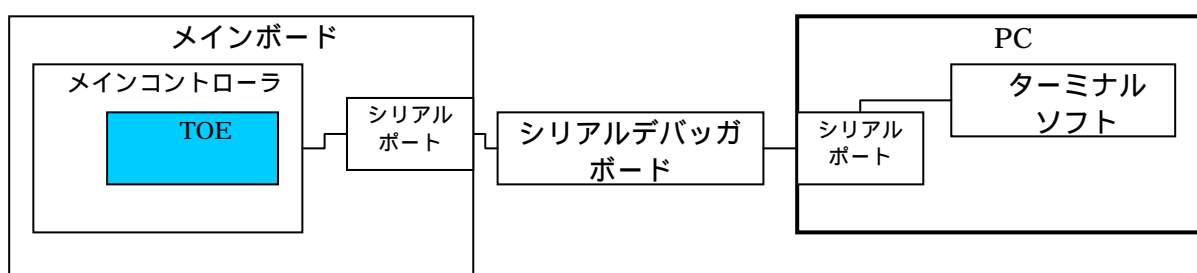 メインボード
メインコントローラ
TOE
シリアル
ポート
シリアルデバッガ
ボード
PC
シリアル
ポート
ターミナル
ソフト